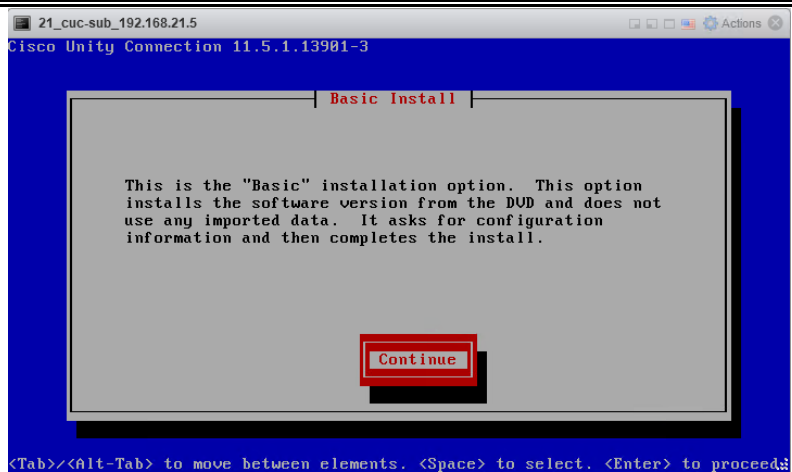 21_cuc-sub_192.168.21.5
Actions
Cisco Unity Connection 11.5.1.13901-3
Basic Install
This is the "Basic" installation option.  This option
installs the software version from the DVD and does not
use any imported data.  It asks for configuration
information and then completes the install.
Continue
<Tab>/<Alt-Tab> to move between elements. <Space> to select. <Enter> to proceed.